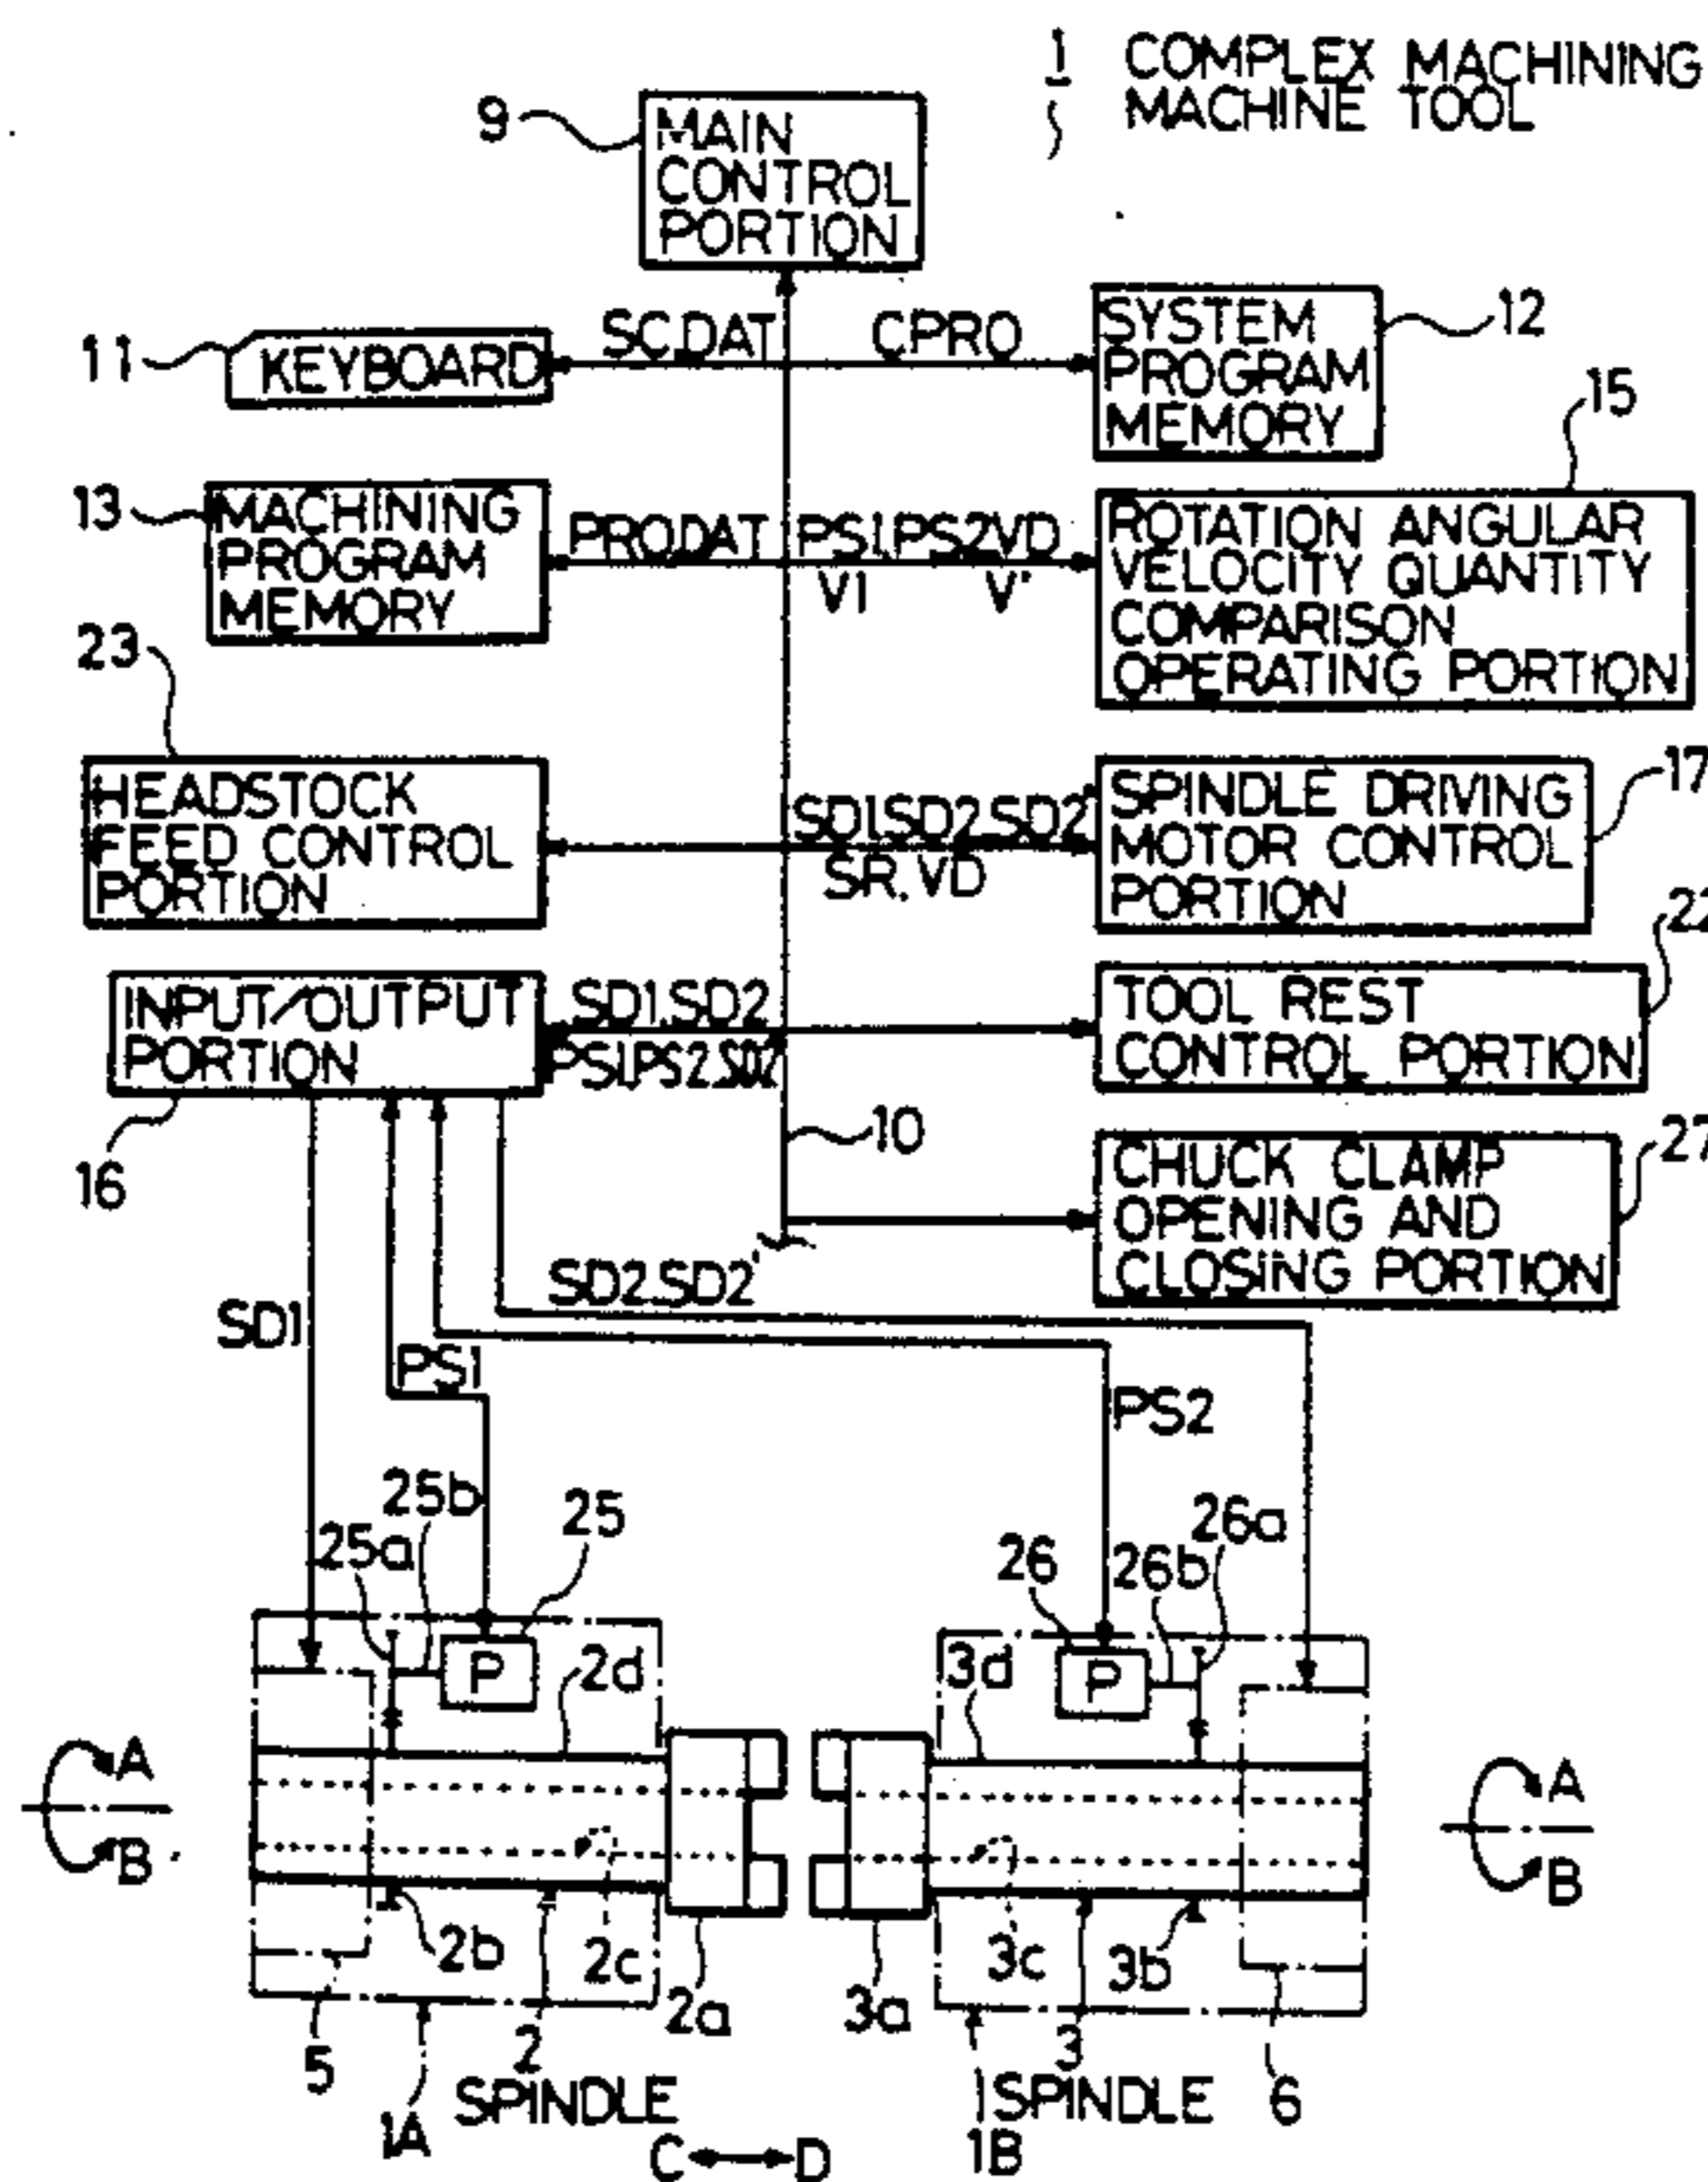 1 COMPLEX MACHINING
MACHINE TOOL
9
MAIN
CONTROL
PORTION
11
KEYBOARD
SC.DAT
CPRO
SYSTEM
PROGRAM
MEMORY
12
13
MACHINING
PROGRAM
MEMORY
PRO.DAT
PS1.PS2.VD
V1 V'
15
ROTATION ANGULAR
VELOCITY QUANTITY
COMPARISON
OPERATING PORTION
23
HEADSTOCK
FEED CONTROL
PORTION
SD1.SD2.SD2'
SR.VD
SPINDLE DRIVING
MOTOR CONTROL
PORTION
17
INPUT/OUTPUT
PORTION
16
SD1.SD2
PS1.PS2.SD2'
TOOL REST
CONTROL PORTION
22
10
CHUCK CLAMP
OPENING AND
CLOSING PORTION
27
SD2.SD2'
SD1
PS1
PS2
25a
25b
25
26
26b
26a
P
2d
3d
P
A
B
A
B
2b
2c
2a
3a
3c
3b
5
1A
2
SPINDLE
1B
3
SPINDLE
6
C D